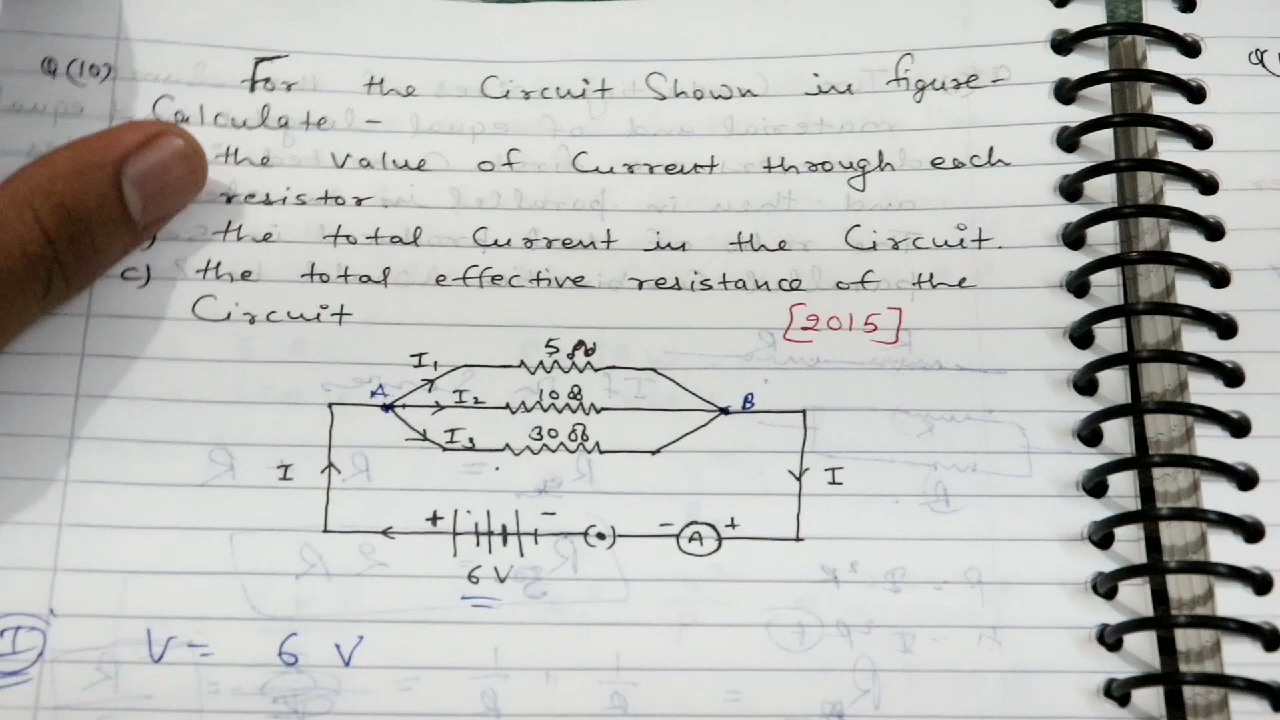 Q(10) For the Circuit Shown in figure-
Calculate -
the value of Current through each
resistor
) the total Current in the Circuit.
c) the total effective resistance of the
Circuit
[2015]
I₁ 5 Ω
A I₂ 10 Ω B
I₃ 30 Ω
I I
+ - - A +
6 V
V = 6 V